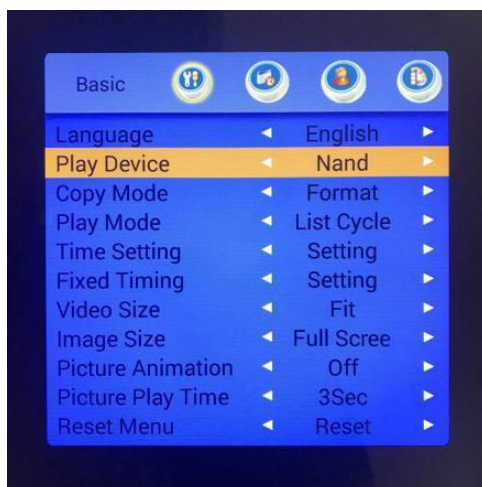 Basic
Language English
Play Device Nand
Copy Mode Format
Play Mode List Cycle
Time Setting Setting
Fixed Timing Setting
Video Size Fit
Image Size Full Scree
Picture Animation Off
Picture Play Time 3Sec
Reset Menu Reset